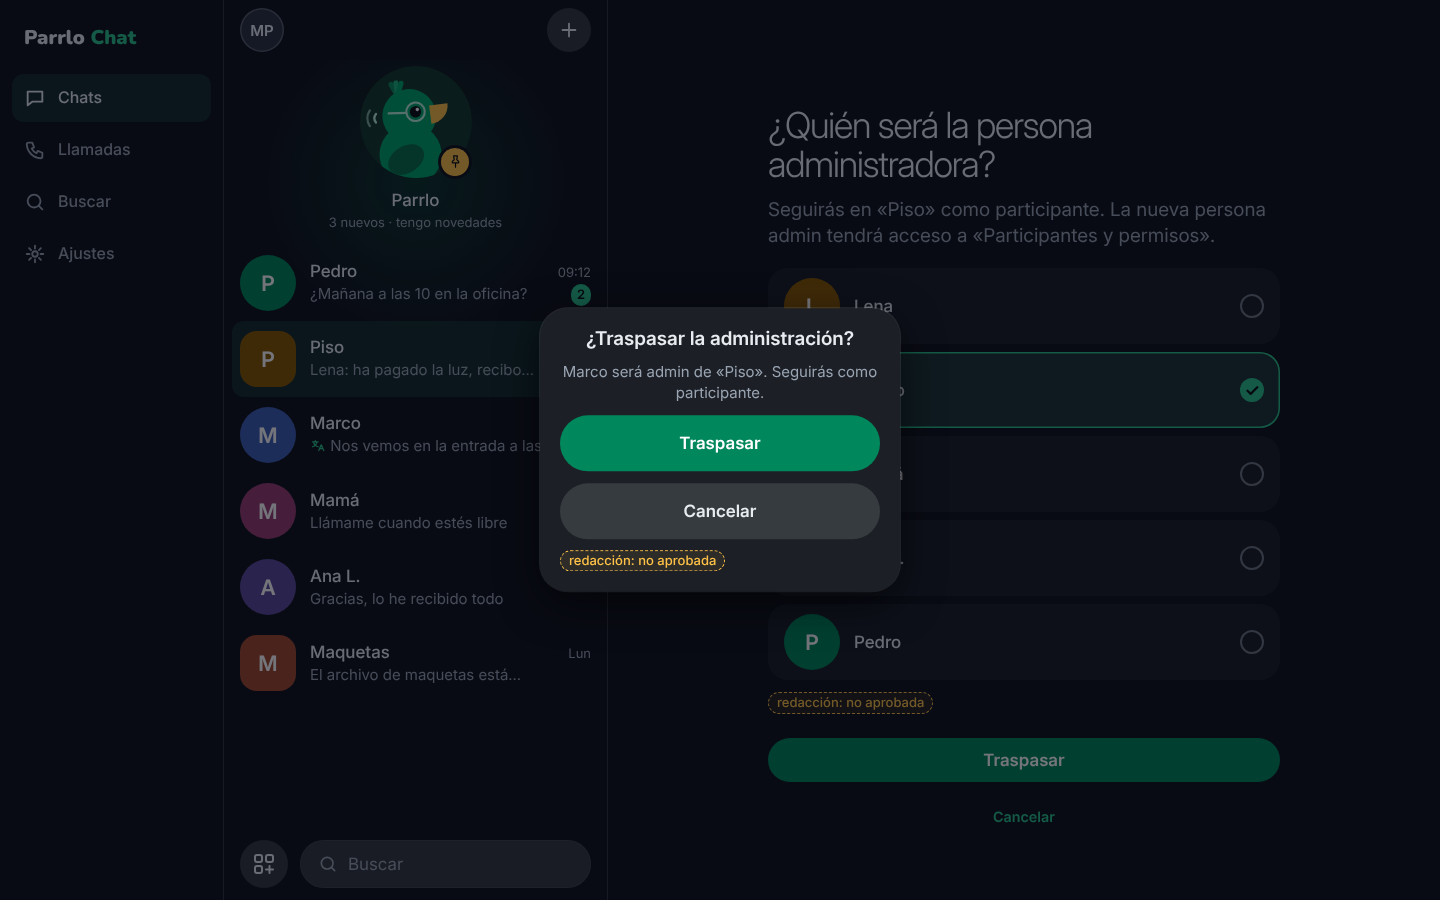 Parrlo Chat
Chats
Llamadas
Buscar
Ajustes
MP
Parrlo
3 nuevos · tengo novedades
P
Pedro
09:12
¿Mañana a las 10 en la oficina?
2
P
Piso
Lena: ha pagado la luz, recibo...
M
Marco
Nos vemos en la entrada a las
M
Mamá
Llámame cuando estés libre
A
Ana L.
Gracias, lo he recibido todo
M
Maquetas
Lun
El archivo de maquetas está...
Buscar
¿Quién será la persona
administradora?
Seguirás en «Piso» como participante. La nueva persona
admin tendrá acceso a «Participantes y permisos».
Lena
P
Pedro
redacción: no aprobada
Traspasar
Cancelar
¿Traspasar la administración?
Marco será admin de «Piso». Seguirás como
participante.
Traspasar
Cancelar
redacción: no aprobada